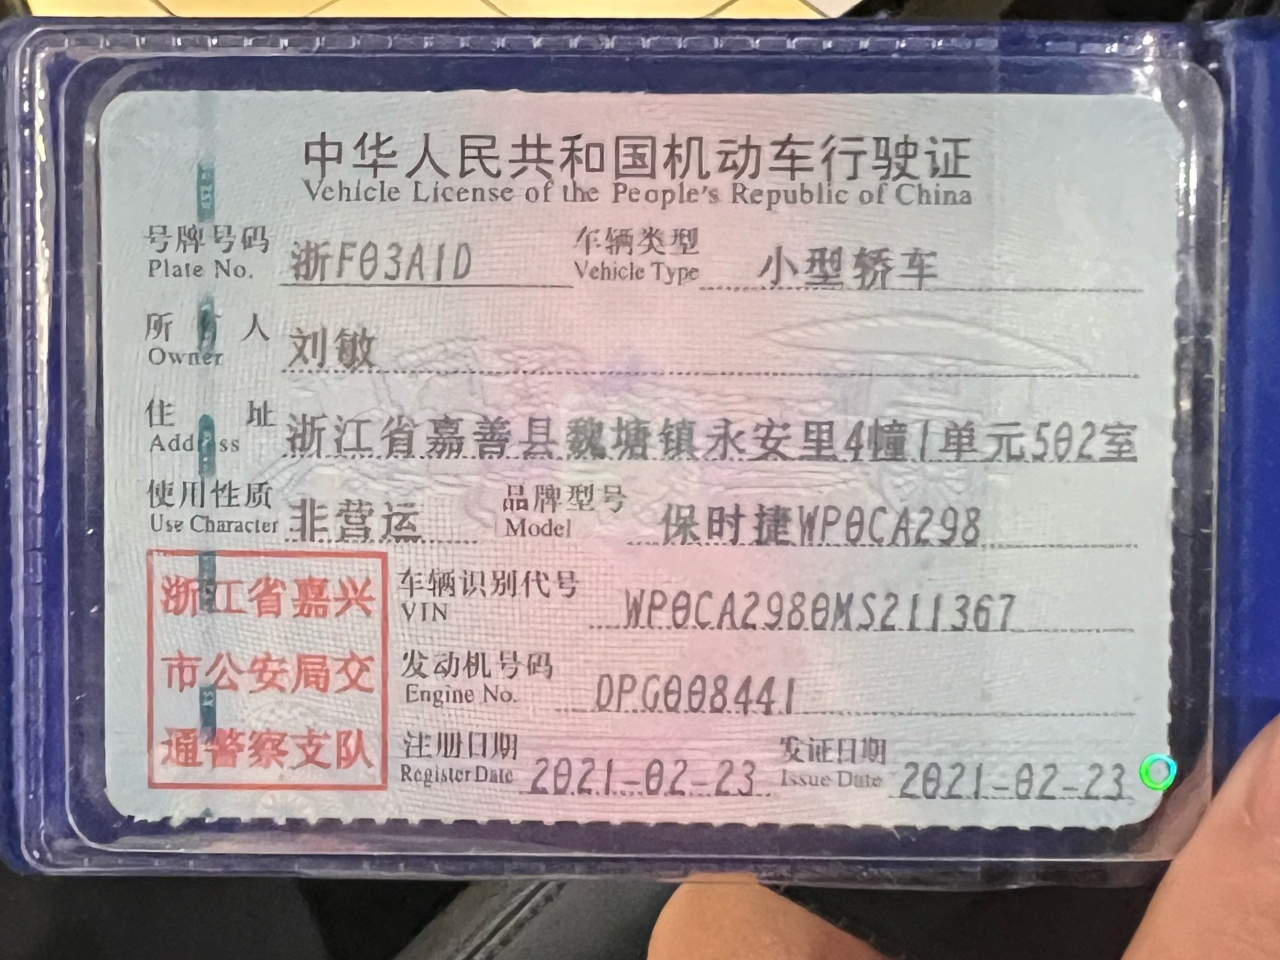 中华人民共和国机动车行驶证
Vehicle License of the People's Republic of China
号牌号码 浙F03A1D 车辆类型 小型轿车
Plate No. Vehicle Type
所有人 刘敏
Owner
住址 浙江省嘉善县魏塘镇永安里4幢1单元502室
Address
使用性质 非营运 品牌型号 保时捷WP0CA298
Use Character Model
浙江省嘉兴
市公安局交
通警察支队
车辆识别代号 WP0CA2980MS211367
VIN
发动机号码 DPG008441
Engine No.
注册日期 2021-02-23 发证日期 2021-02-23
Register Date Issue Date